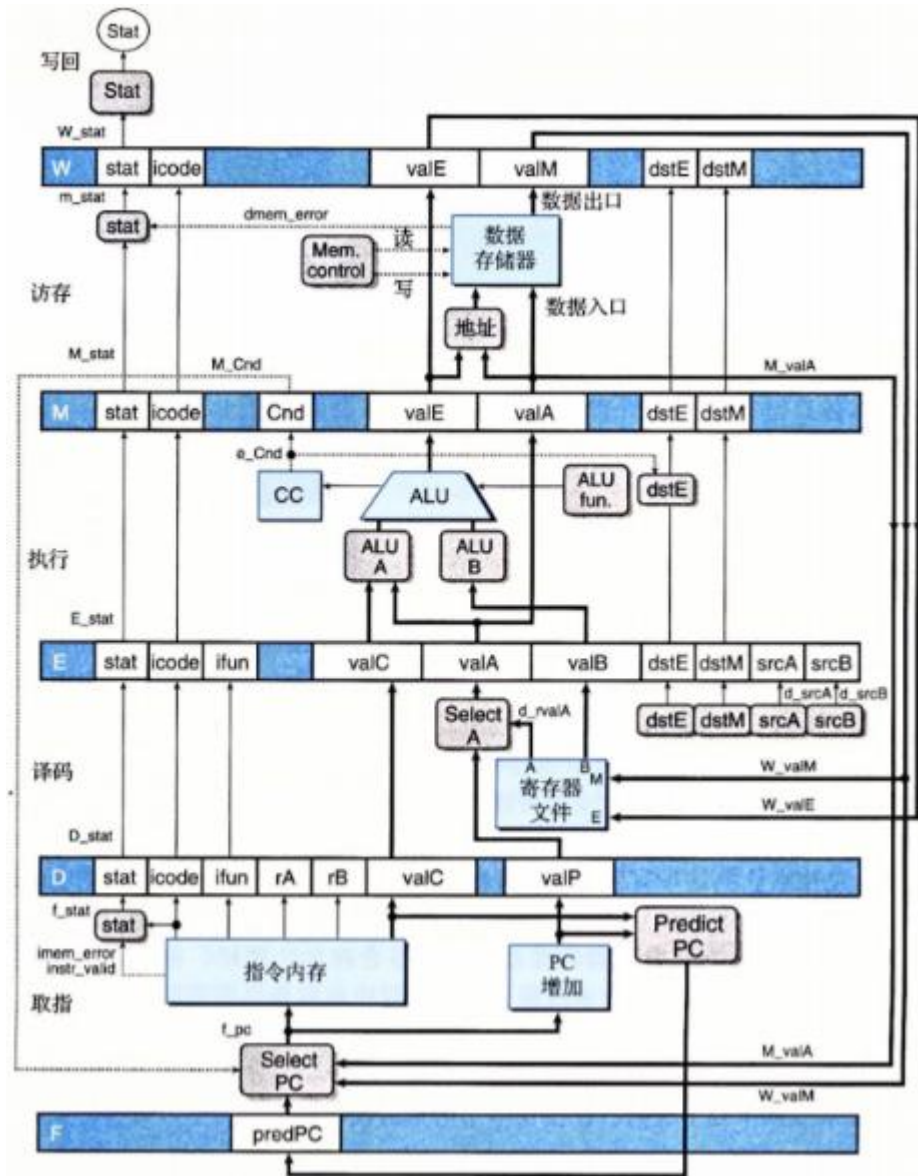 Stat
写回
Stat
W_stat
W stat icode valE valM dstE dstM
m_stat
数据出口
stat
dmem_error
读
数据
存储器
Mem.
control
写
访存
数据入口
地址
M_stat
M_Cnd
M_valA
M stat icode Cnd valE valA dstE dstM
e_Cnd
CC
ALU
ALU
fun.
dstE
ALU
A
ALU
B
执行
E_stat
E stat icode ifun valC valA valB dstE dstM srcA srcB
d_srcA d_srcB
Select
A
d_rvalA
dstE dstM srcA srcB
A B
M
W_valM
译码
寄存器
文件
E
W_valE
D_stat
D stat icode ifun rA rB valC valP
f_stat
stat
Predict
PC
imem_error
instr_valid
指令内存
PC
增加
取指
f_pc
M_valA
Select
PC
W_valM
F predPC